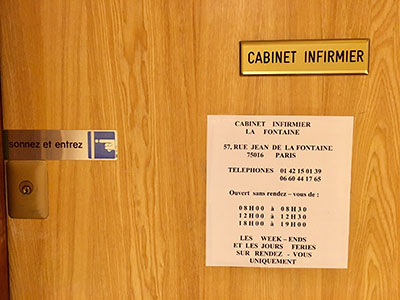 CABINET INFIRMIER
sonnez et entrez
CABINET INFIRMIER
LA FONTAINE
57, RUE JEAN DE LA FONTAINE
75016 PARIS
TELEPHONES 01 42 15 01 39
06 60 44 17 65
Ouvert sans rendez – vous de :
08H00 à 08H30
12H00 à 12H30
18H00 à 19H00
LES WEEK – ENDS
ET LES JOURS FERIES
SUR RENDEZ - VOUS
UNIQUEMENT